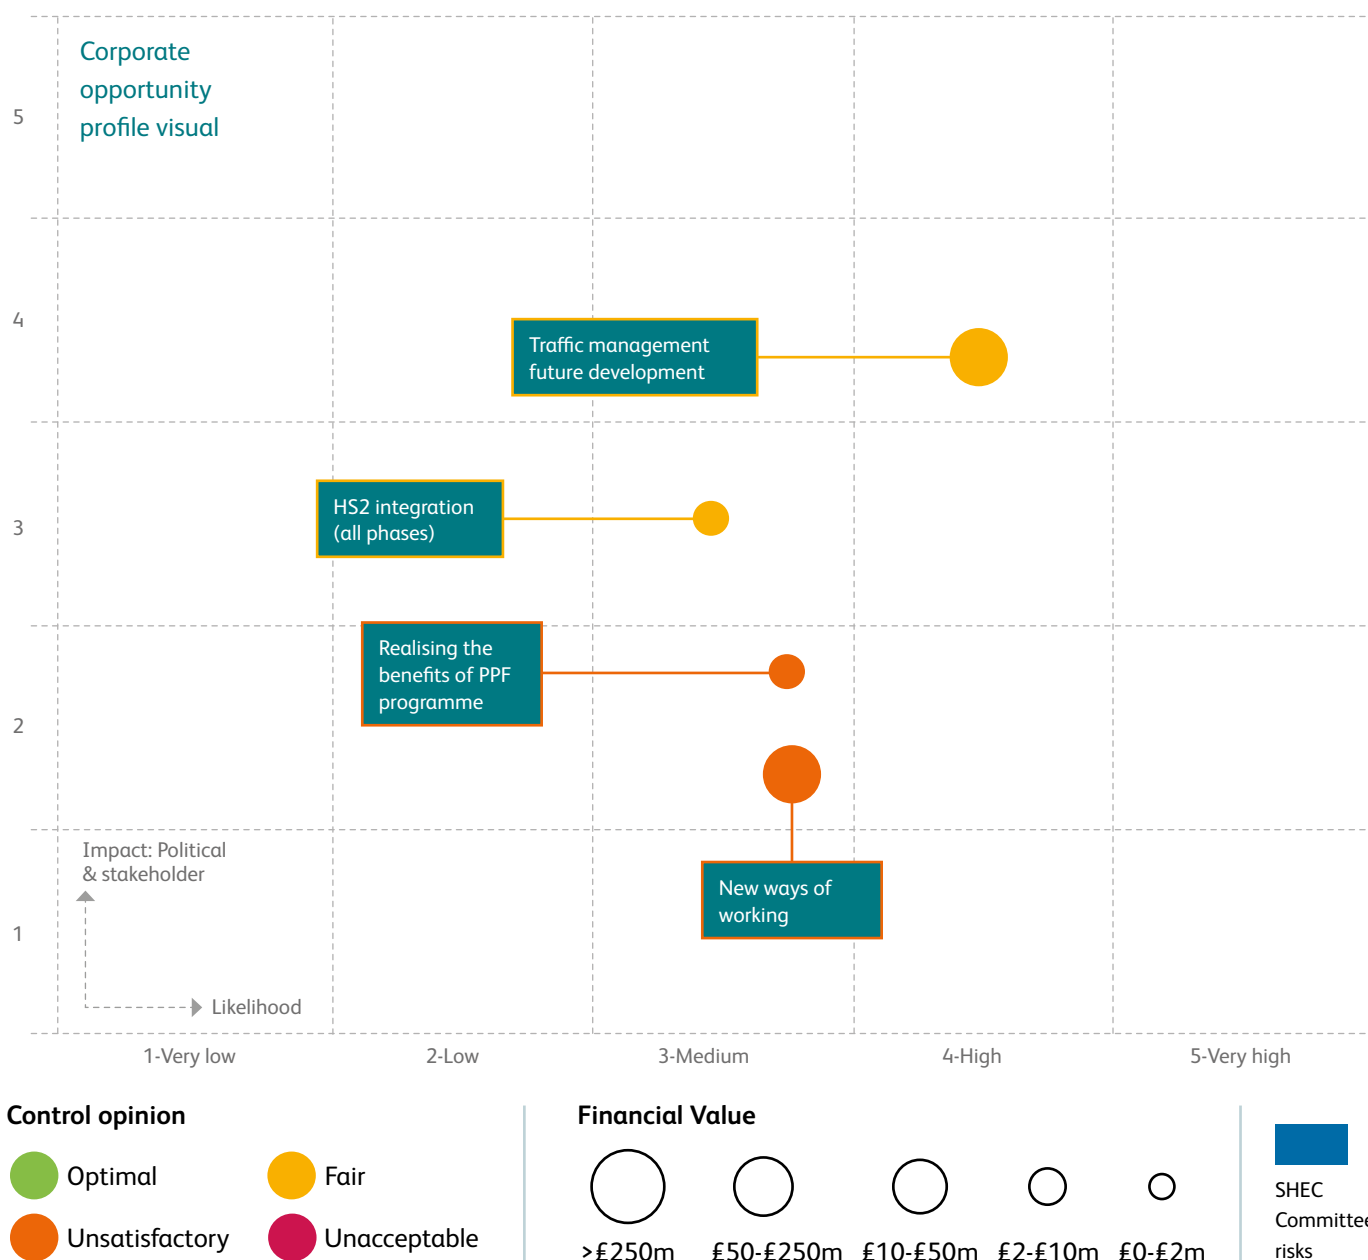 Corporate
opportunity
profile visual
5
4
3
2
1
Traffic management
future development
HS2 integration
(all phases)
Realising the
benefits of PPF
programme
New ways of
working
Impact: Political
& stakeholder
Likelihood
1-Very low
2-Low
3-Medium
4-High
5-Very high
Control opinion
Optimal
Fair
Unsatisfactory
Unacceptable
Financial Value
>£250m
£50-£250m
£10-£50m
£2-£10m
£0-£2m
SHEC
Committee
risks